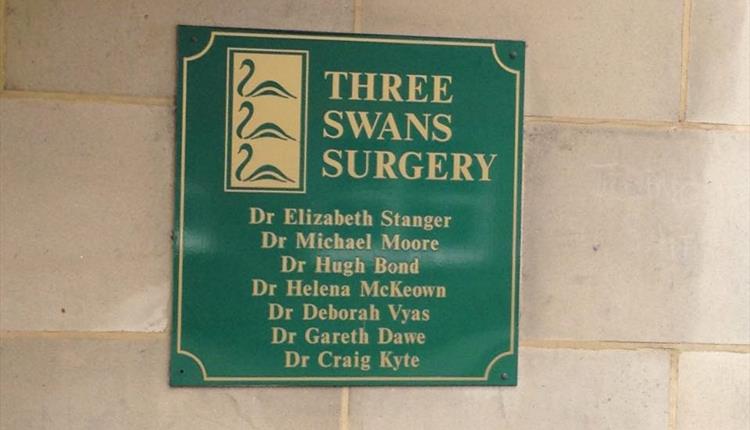 THREE
SWANS
SURGERY
Dr Elizabeth Stanger
Dr Michael Moore
Dr Hugh Bond
Dr Helena McKeown
Dr Deborah Vyas
Dr Gareth Dawe
Dr Craig Kyte